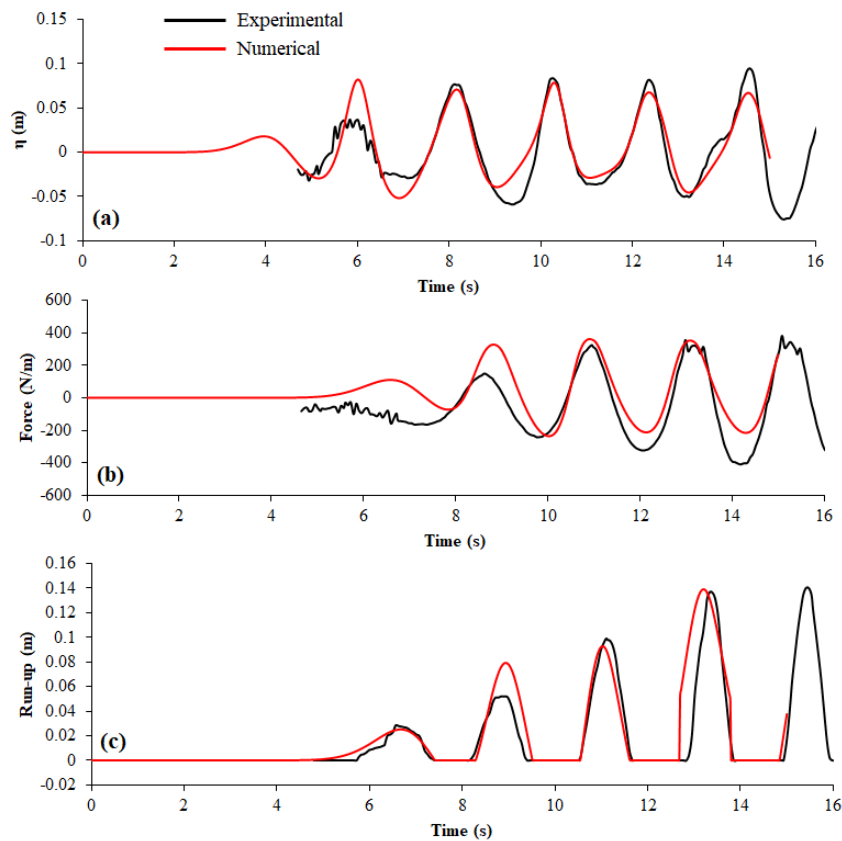 Experimental
Numerical
0.15
0.1
0.05
0
-0.05
-0.1
η (m)
(a)
0 2 4 6 8 10 12 14 16
Time (s)
600
400
200
0
-200
-400
-600
Force (N/m)
(b)
0 2 4 6 8 10 12 14 16
Time (s)
0.16
0.14
0.12
0.1
0.08
0.06
0.04
0.02
0
-0.02
Run-up (m)
(c)
0 2 4 6 8 10 12 14 16
Time (s)